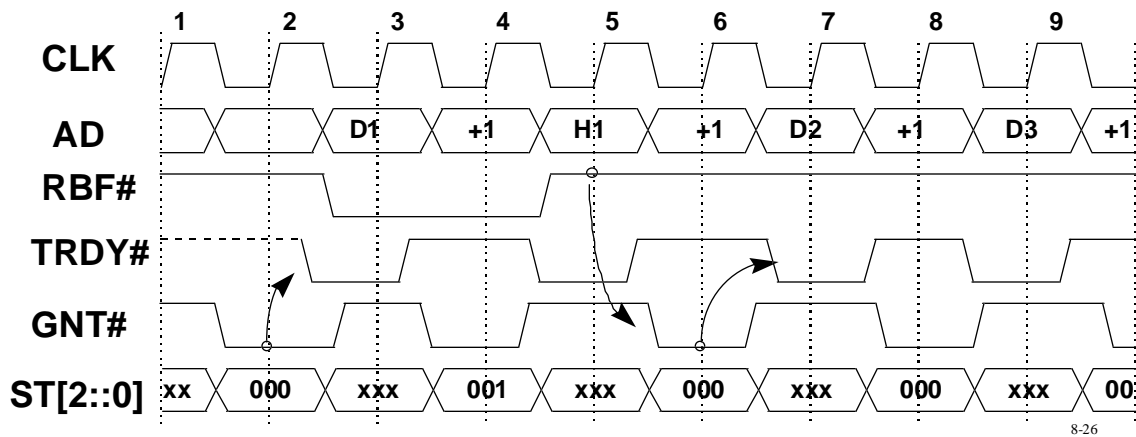 1 2 3 4 5 6 7 8 9
CLK
AD D1 +1 H1 +1 D2 +1 D3 +1
RBF#
TRDY#
GNT#
ST[2::0] xx 000 xxx 001 xxx 000 xxx 000 xxx 00
8-26